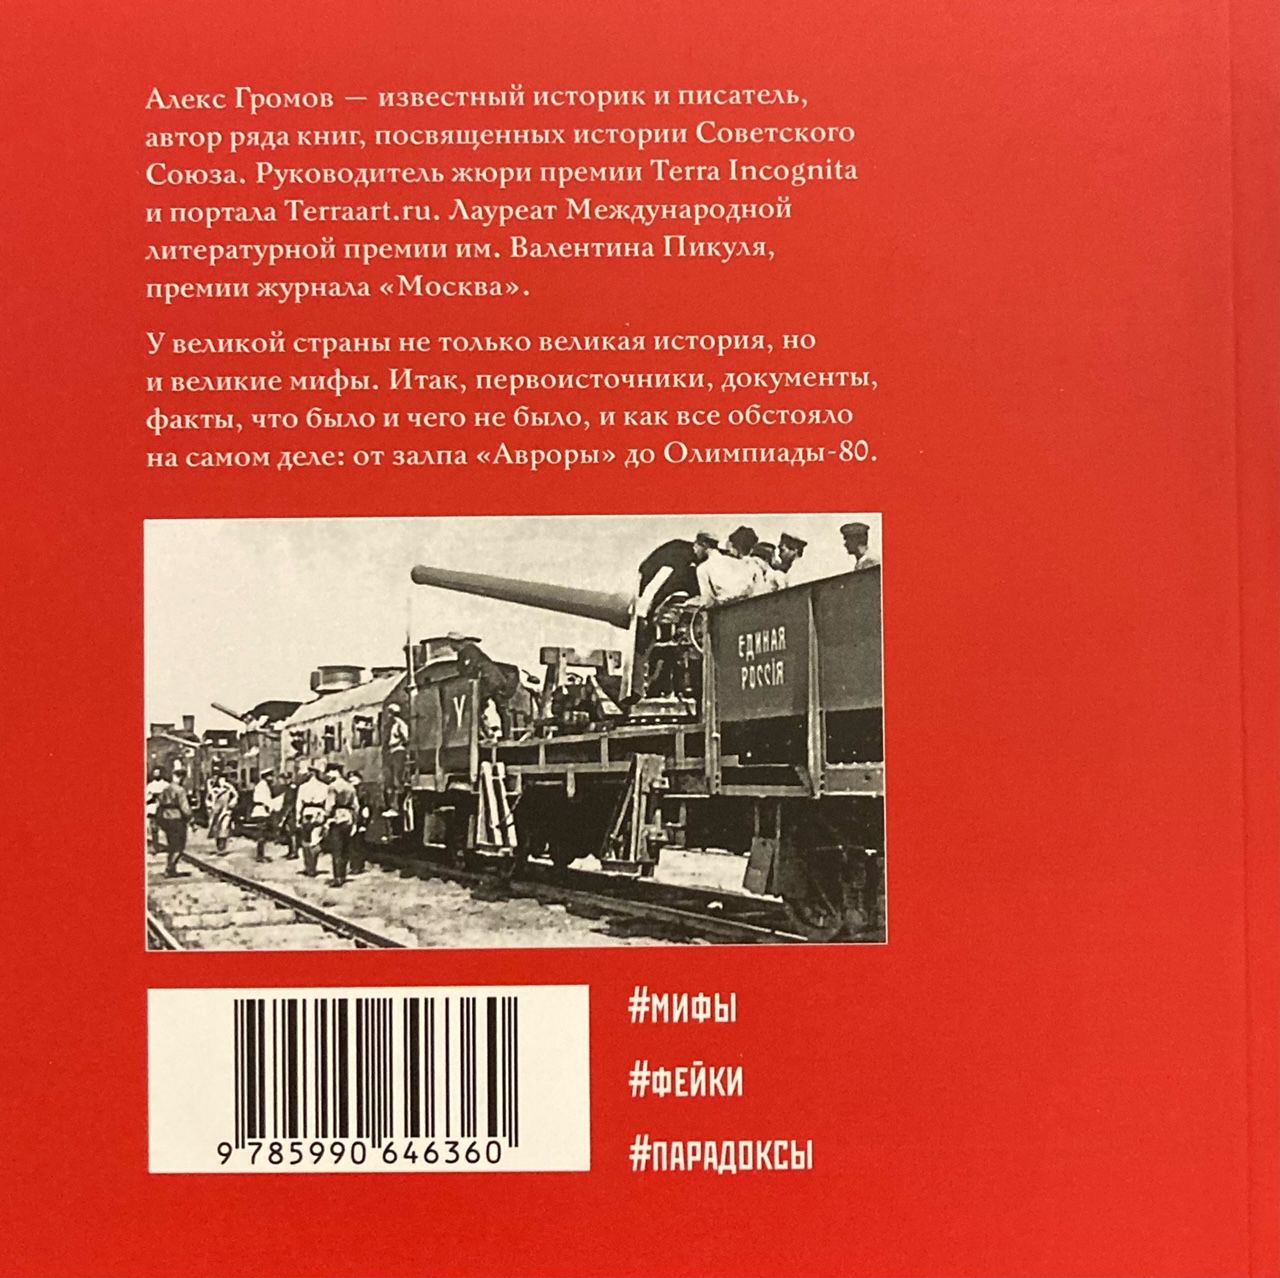 Алекс Громов — известный историк и писатель,
автор ряда книг, посвященных истории Советского
Союза. Руководитель жюри премии Terra Incognita
и портала Terraart.ru. Лауреат Международной
литературной премии им. Валентина Пикуля,
премии журнала «Москва».
У великой страны не только великая история, но
и великие мифы. Итак, первоисточники, документы,
факты, что было и чего не было, и как все обстояло
на самом деле: от залпа «Авроры» до Олимпиады-80.
ЕДИНАЯ
РОССІЯ
У
#МИФЫ
#ФЕЙКИ
#ПАРАДОКСЫ
9 785990 646360